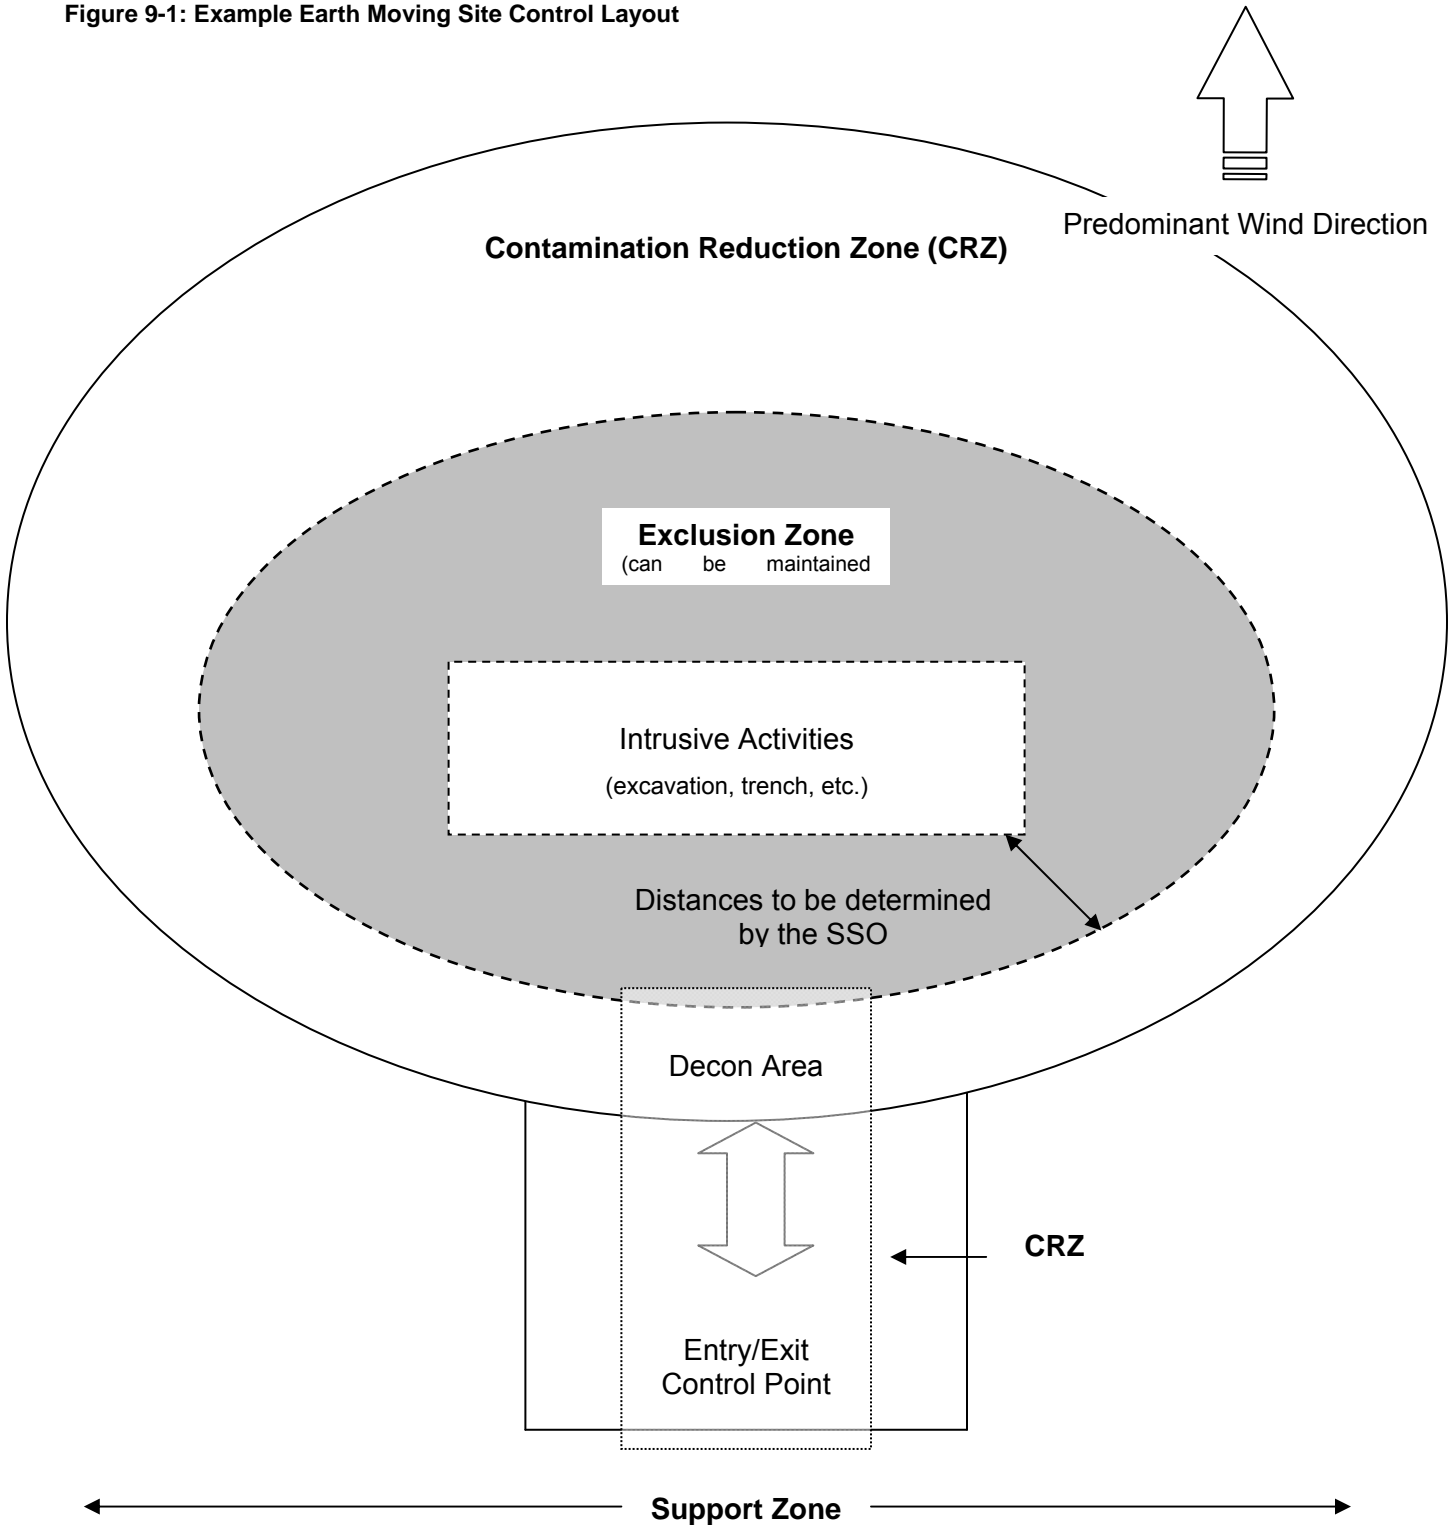 Figure 9-1: Example Earth Moving Site Control Layout
Predominant Wind Direction
Contamination Reduction Zone (CRZ)
Exclusion Zone
(can be maintained
Intrusive Activities
(excavation, trench, etc.)
Distances to be determined
by the SSO
Decon Area
CRZ
Entry/Exit
Control Point
Support Zone